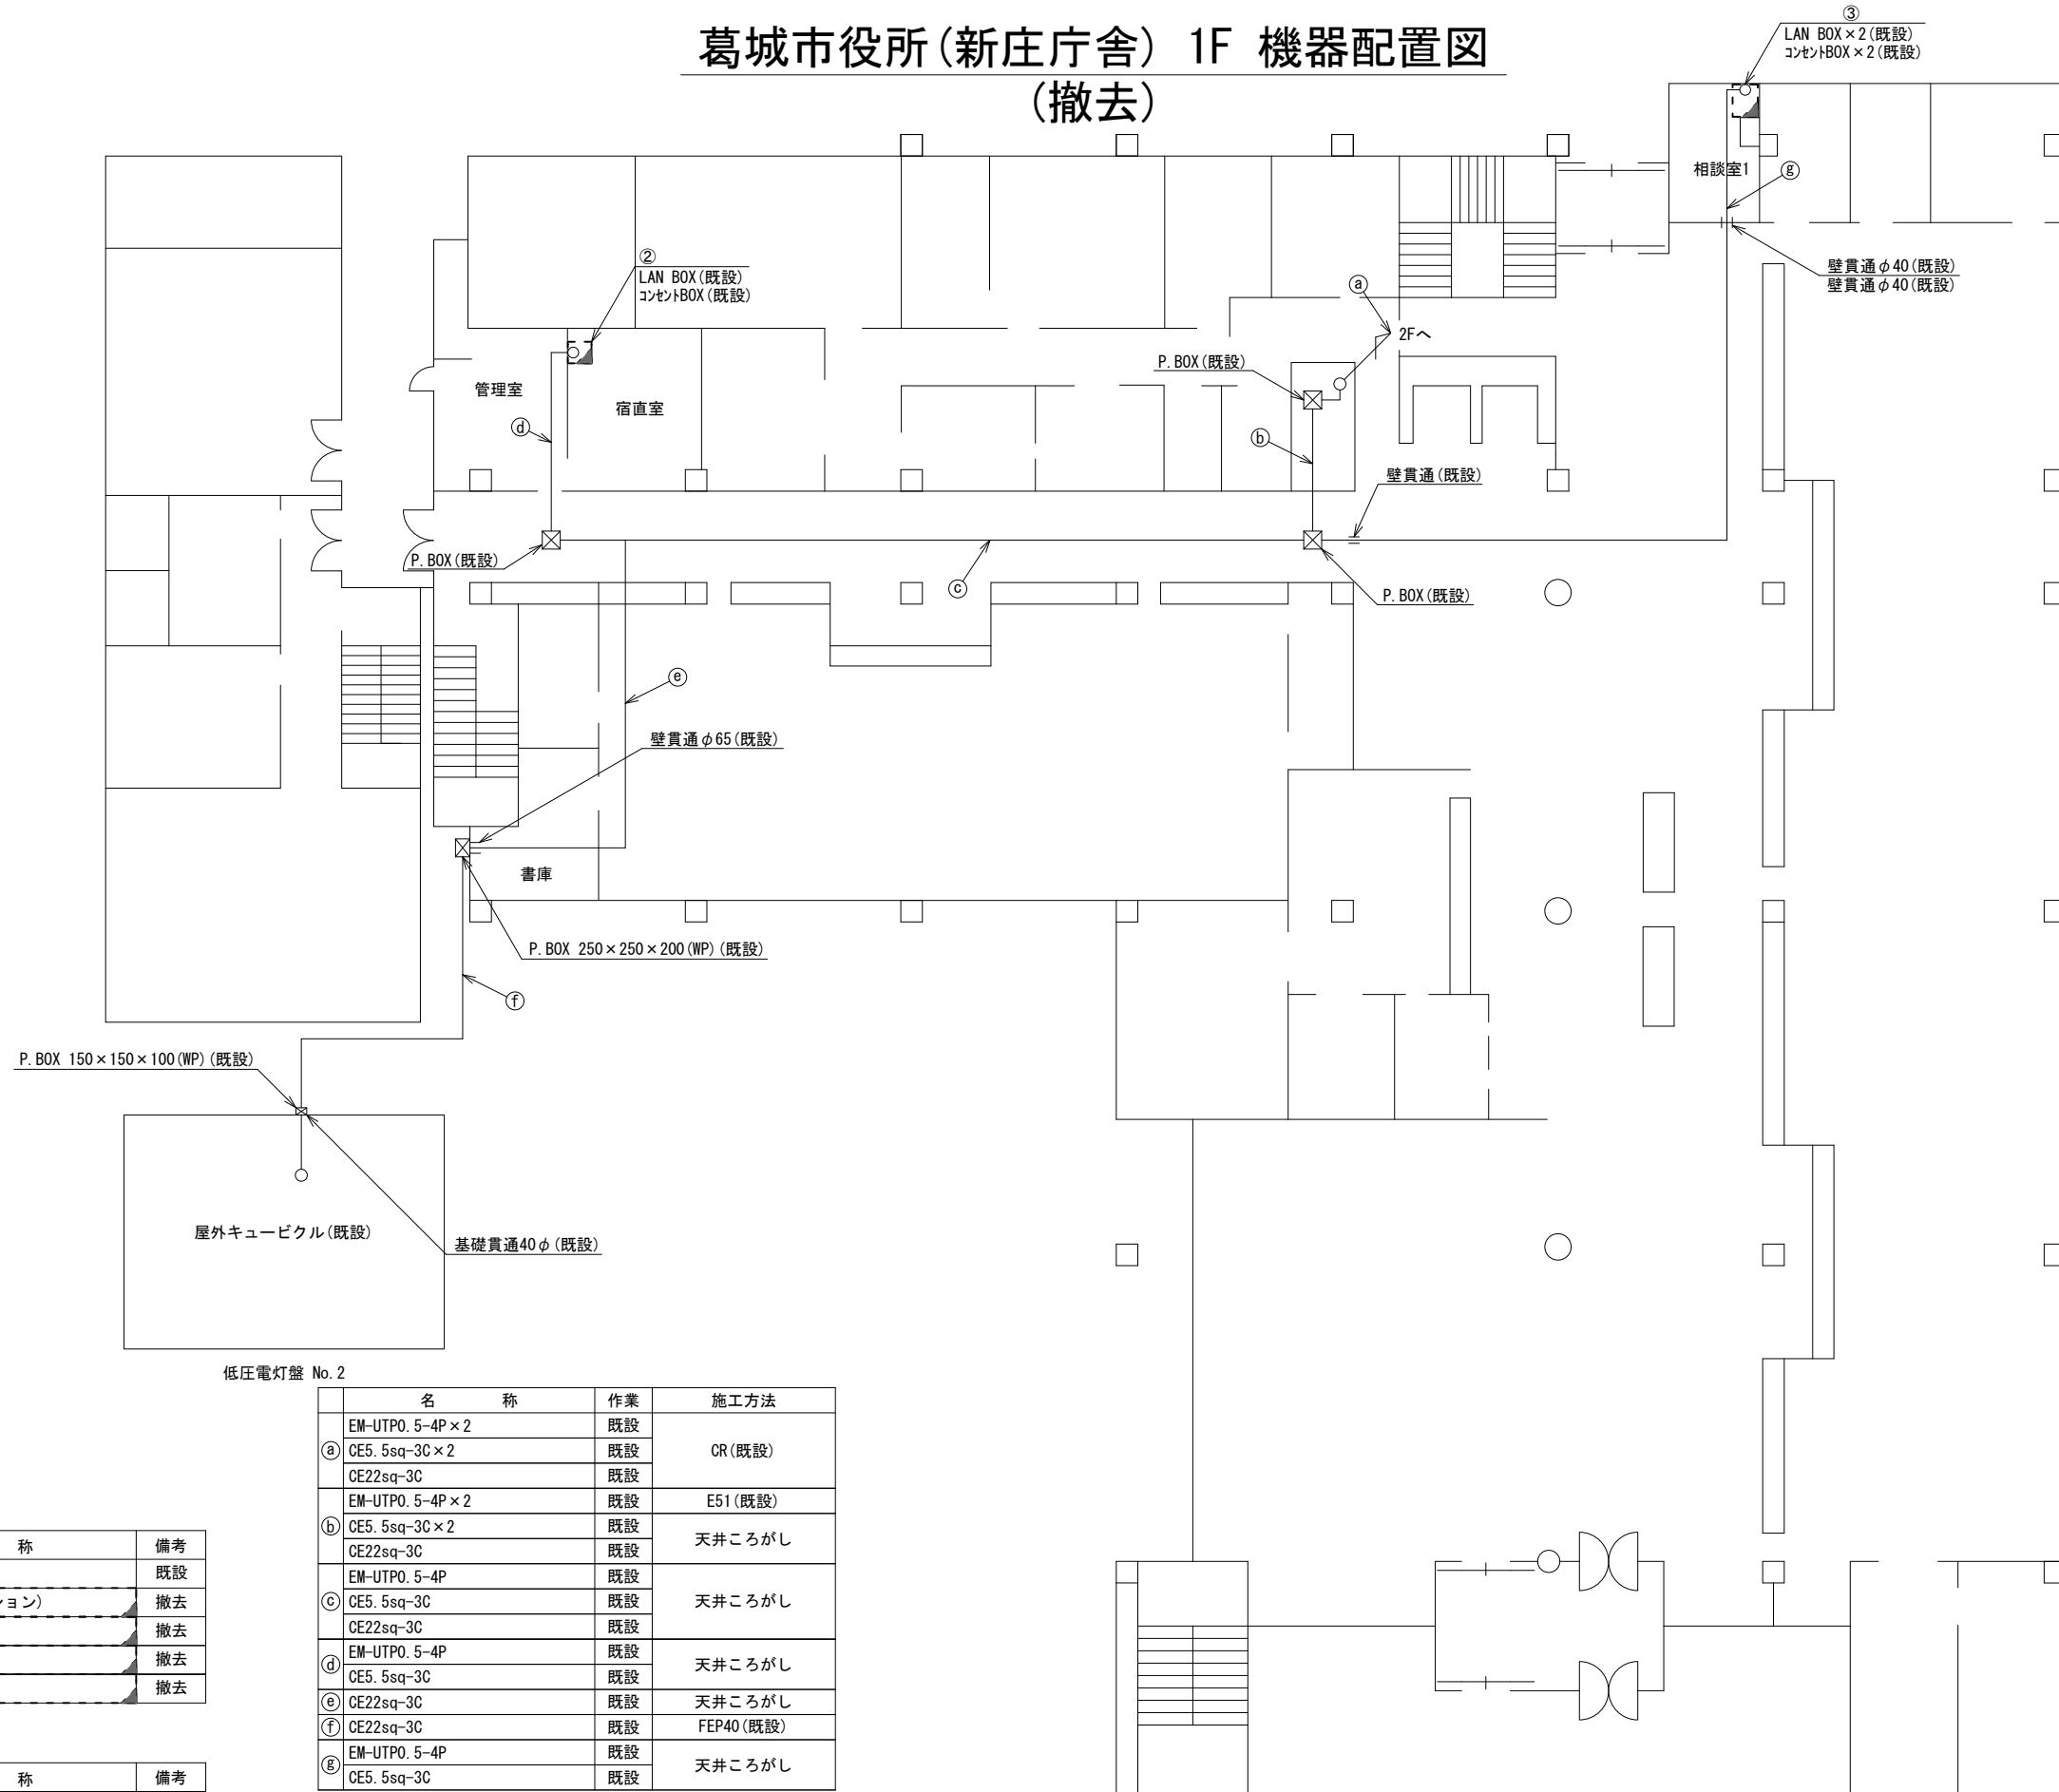 葛城市役所(新庄庁舎) 1F 機器配置図
(撤去)
③
LAN BOX×2(既設)
コンセントBOX×2(既設)
相談室1
ⓖ
壁貫通φ40(既設)
壁貫通φ40(既設)
②
LAN BOX(既設)
コンセントBOX(既設)
ⓐ
2Fへ
P.BOX(既設)
管理室
宿直室
ⓓ
ⓑ
壁貫通(既設)
P.BOX(既設)
ⓒ
P.BOX(既設)
ⓔ
壁貫通φ65(既設)
書庫
P.BOX 250×250×200(WP)(既設)
ⓕ
P.BOX 150×150×100(WP)(既設)
屋外キュービクル(既設)
基礎貫通40φ(既設)
低圧電灯盤 No.2
名 称 作業 施工方法
ⓐ EM-UTP0.5-4P×2 既設 CR(既設)
CE5.5sq-3C×2 既設
CE22sq-3C 既設
ⓑ EM-UTP0.5-4P×2 既設 E51(既設)
CE5.5sq-3C×2 既設 天井ころがし
CE22sq-3C 既設
ⓒ EM-UTP0.5-4P 既設 天井ころがし
CE5.5sq-3C 既設
CE22sq-3C 既設
ⓓ EM-UTP0.5-4P 既設 天井ころがし
CE5.5sq-3C 既設
ⓔ CE22sq-3C 既設 天井ころがし
ⓕ CE22sq-3C 既設 FEP40(既設)
ⓖ EM-UTP0.5-4P 既設 天井ころがし
CE5.5sq-3C 既設
称 備考
既設
ション) 撤去
撤去
撤去
撤去
称 備考